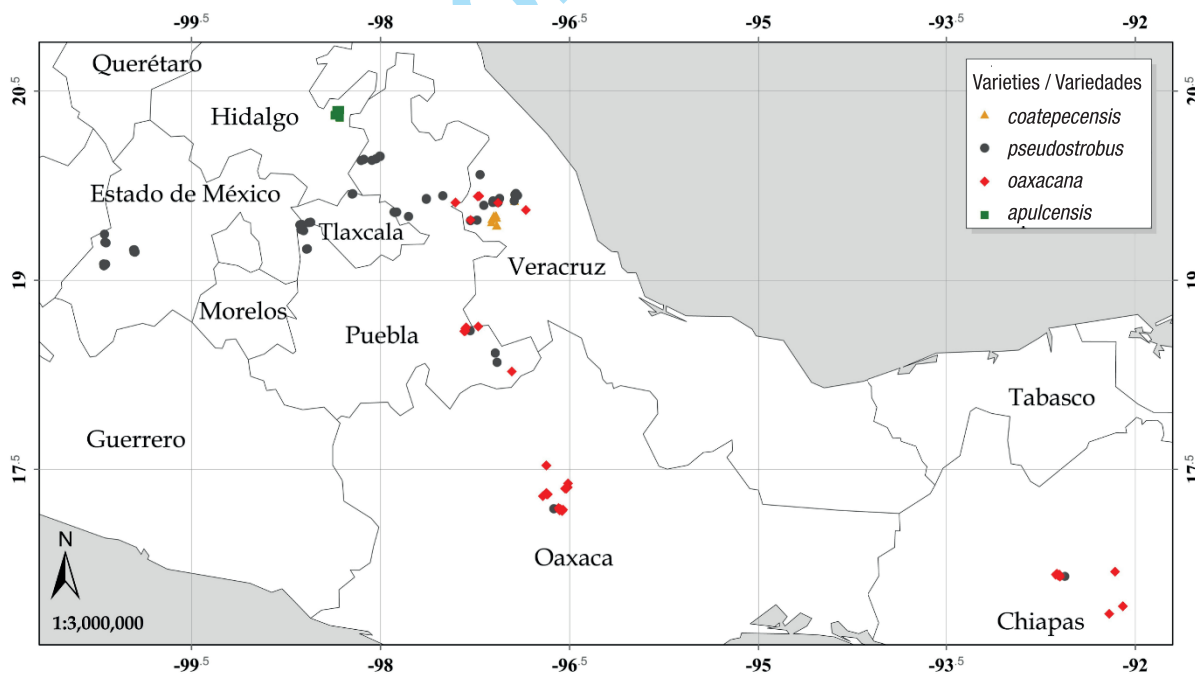 -99.5 -98 -96.5 -95 -93.5 -92
Querétaro
Varieties / Variedades
20.5 20.5
coatepecensis
Hidalgo
pseudostrobus
oaxacana
Estado de México
apulcensis
Tlaxcala
Veracruz
19 19
Morelos
Puebla
Tabasco
Guerrero
17.5 17.5
N
Oaxaca
1:3,000,000
Chiapas
-99.5 -98 -96.5 -95 -93.5 -92